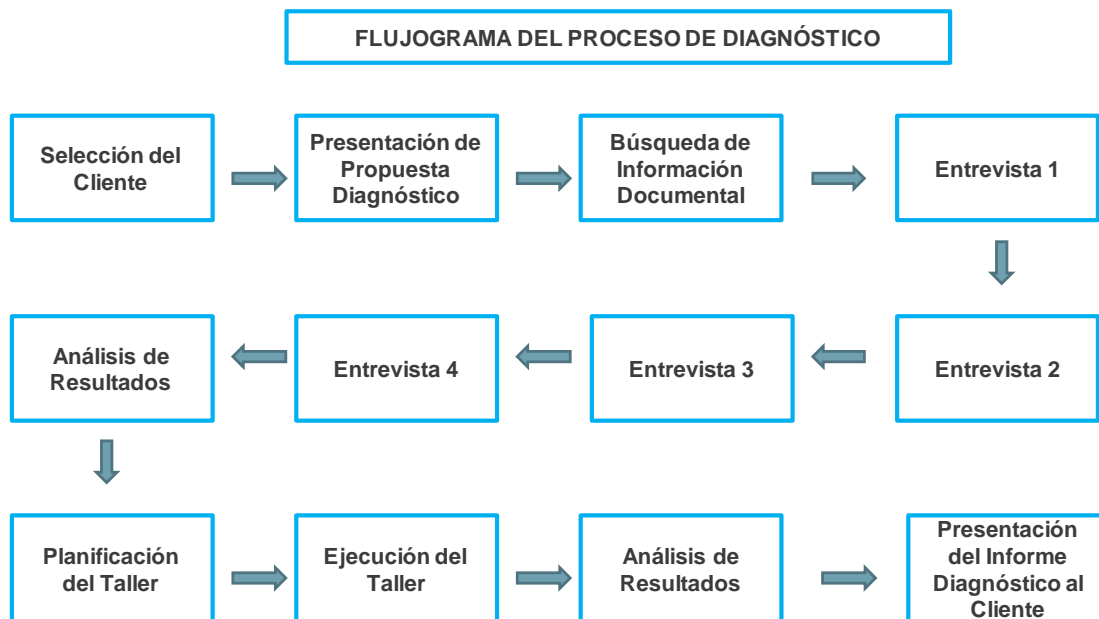 FLUJOGRAMA DEL PROCESO DE DIAGNÓSTICO
Selección del
Cliente
Presentación de
Propuesta
Diagnóstico
Búsqueda de
Información
Documental
Entrevista 1
Entrevista 2
Entrevista 3
Entrevista 4
Análisis de
Resultados
Planificación
del Taller
Ejecución del
Taller
Análisis de
Resultados
Presentación
del Informe
Diagnóstico al
Cliente